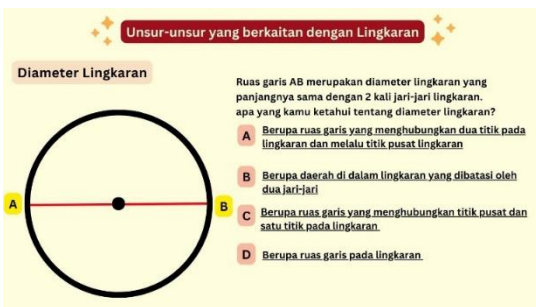 Unsur-unsur yang berkaitan dengan Lingkaran
Diameter Lingkaran
A
B
Ruas garis AB merupakan diameter lingkaran yang
panjangnya sama dengan 2 kali jari-jari lingkaran.
apa yang kamu ketahui tentang diameter lingkaran?
A Berupa ruas garis yang menghubungkan dua titik pada
lingkaran dan melalu titik pusat lingkaran
B Berupa daerah di dalam lingkaran yang dibatasi oleh
dua jari-jari
C Berupa ruas garis yang menghubungkan titik pusat dan
satu titik pada lingkaran
D Berupa ruas garis pada lingkaran